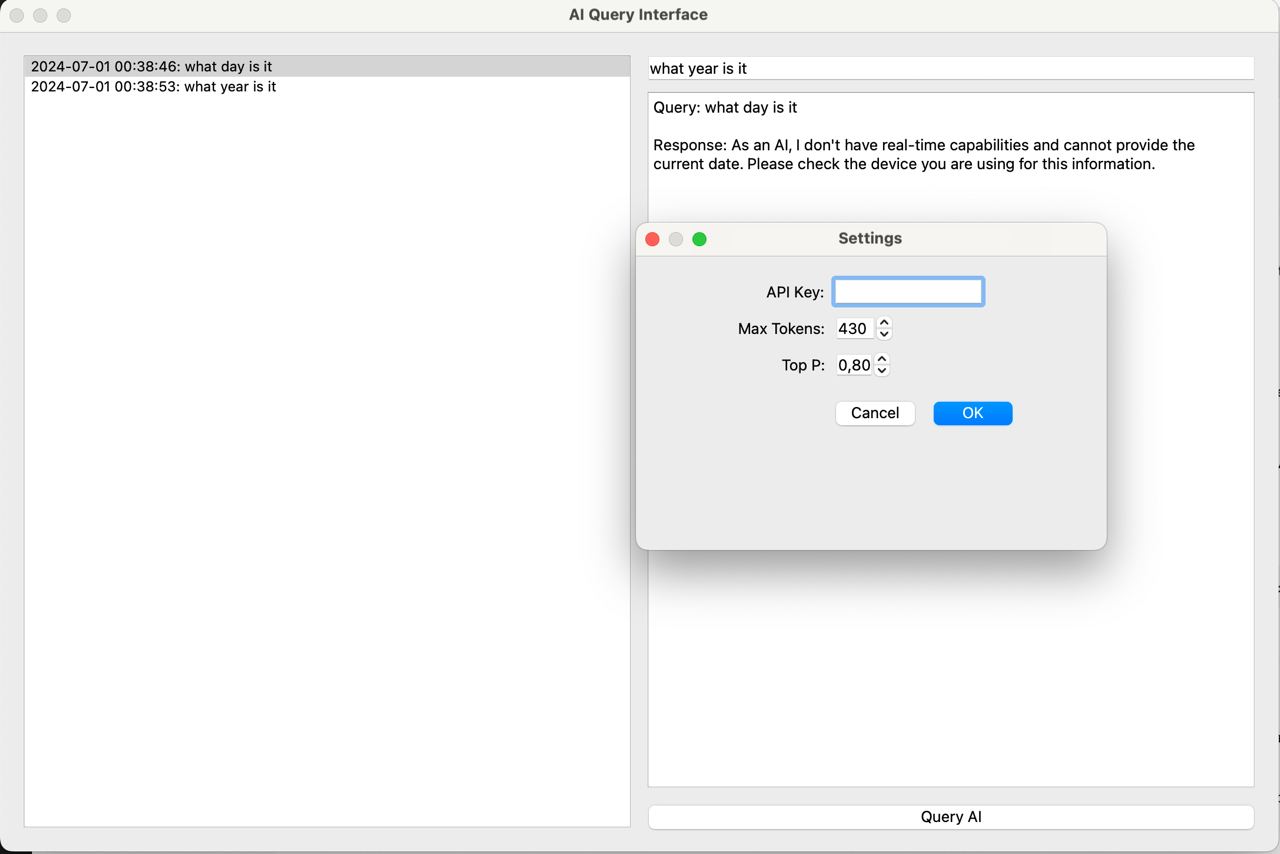 AI Query Interface
2024-07-01 00:38:46: what day is it
2024-07-01 00:38:53: what year is it
what year is it
Query: what day is it
Response: As an AI, I don't have real-time capabilities and cannot provide the
current date. Please check the device you are using for this information.
Settings
API Key:
Max Tokens: 430
Top P: 0,80
Cancel OK
Query AI